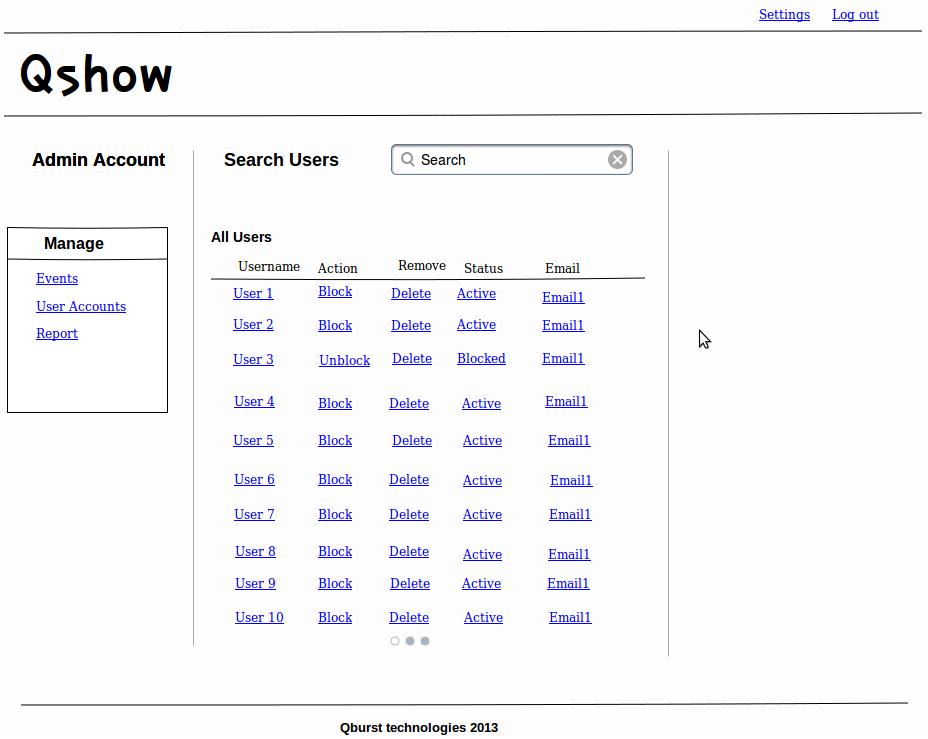 Settings Log out
Qshow
Admin Account Search Users Search
All Users
Manage
Username Action Remove Status Email
Events
User 1 Block Delete Active Email1
User Accounts
User 2 Block Delete Active Email1
Report
User 3 Unblock Delete Blocked Email1
User 4 Block Delete Active Email1
User 5 Block Delete Active Email1
User 6 Block Delete Active Email1
User 7 Block Delete Active Email1
User 8 Block Delete Active Email1
User 9 Block Delete Active Email1
User 10 Block Delete Active Email1
Qburst technologies 2013